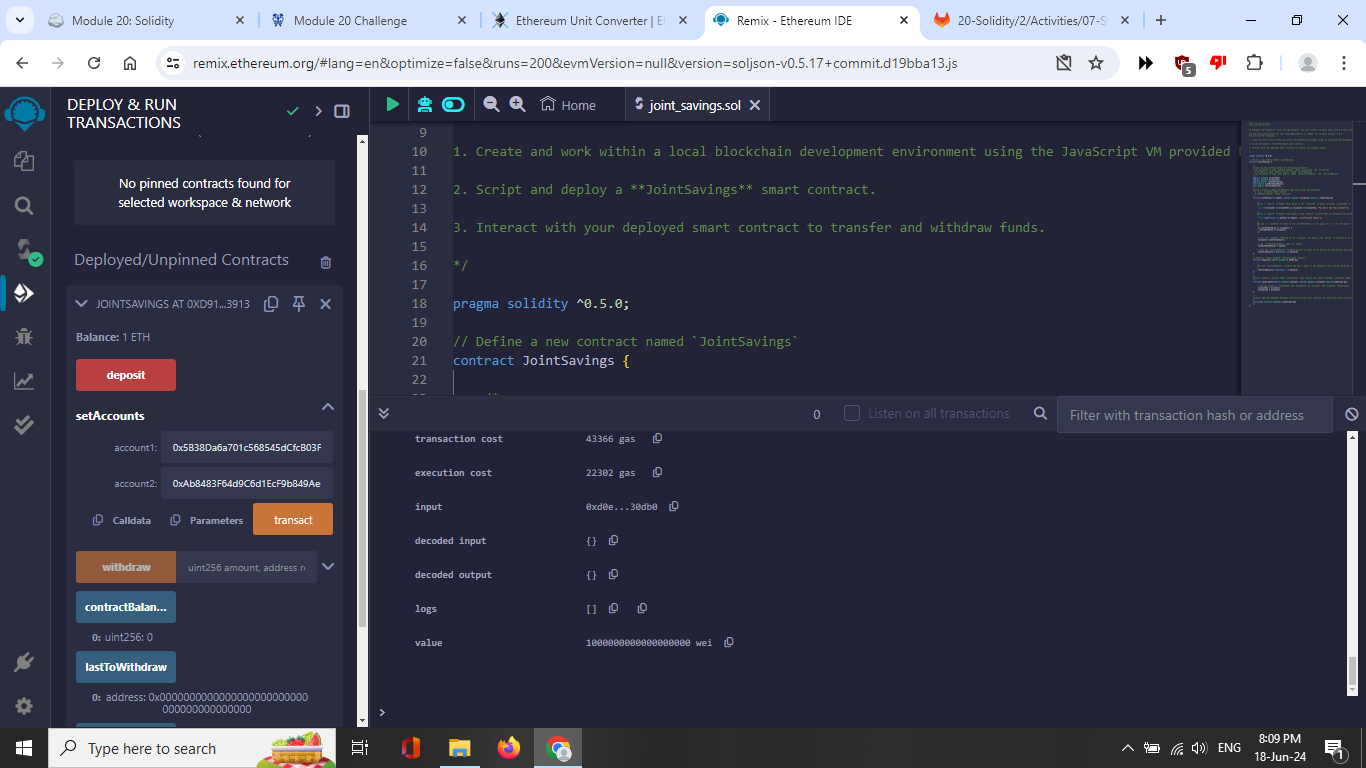 Module 20: Solidity
Module 20 Challenge
Ethereum Unit Converter | Et
Remix - Ethereum IDE
20-Solidity/2/Activities/07-S
remix.ethereum.org/#lang=en&optimize=false&runs=200&evmVersion=null&version=soljson-v0.5.17+commit.d19bba13.js
5
DEPLOY & RUN
TRANSACTIONS
No pinned contracts found for
selected workspace & network
Deployed/Unpinned Contracts
JOINTSAVINGS AT 0XD91...3913
Balance: 1 ETH
deposit
setAccounts
account1: 0x5B38Da6a701c568545dCfcB03F
account2: 0xAb8483F64d9C6d1EcF9b849Ae
Calldata Parameters transact
withdraw uint256 amount, address r
contractBalan...
0: uint256: 0
lastToWithdraw
0: address: 0x00000000000000000000000000
00000000000000
Home
joint_savings.sol
9
10 1. Create and work within a local blockchain development environment using the JavaScript VM provided
11
12 2. Script and deploy a **JointSavings** smart contract.
13
14 3. Interact with your deployed smart contract to transfer and withdraw funds.
15
16 */
17
18 pragma solidity ^0.5.0;
19
20 // Define a new contract named `JointSavings`
21 contract JointSavings {
22
0 Listen on all transactions Filter with transaction hash or address
transaction cost 43366 gas
execution cost 22302 gas
input 0xd0e...30db0
decoded input {}
decoded output {}
logs []
value 1000000000000000000 wei
>
Type here to search
ENG
8:09 PM
18-Jun-24
1